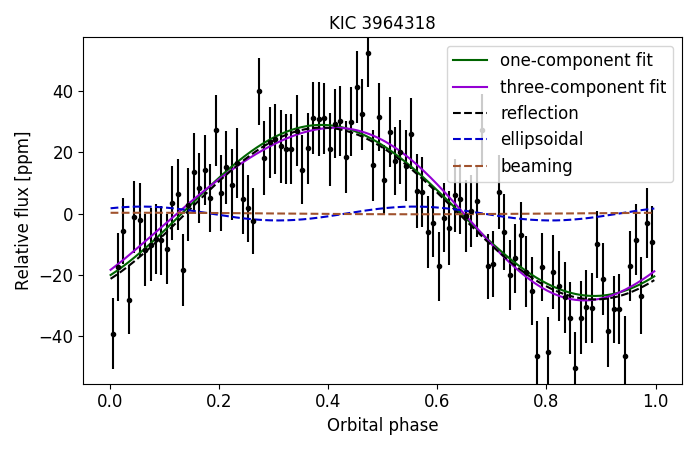 KIC 3964318
one-component fit
three-component fit
reflection
ellipsoidal
beaming
Relative flux [ppm]
40
20
0
−20
−40
0.0 0.2 0.4 0.6 0.8 1.0
Orbital phase